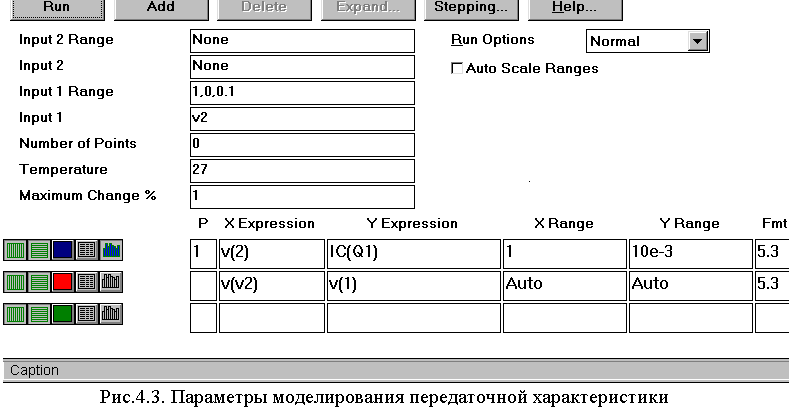 Run Add Delete Expand... Stepping... Help...
Input 2 Range None Run Options Normal
Input 2 None Auto Scale Ranges
Input 1 Range 1,0,0.1
Input 1 v2
Number of Points 0
Temperature 27
Maximum Change % 1
P X Expression Y Expression X Range Y Range Fmt
1 v(2) IC(Q1) 1 10e-3 5.3
v(v2) v(1) Auto Auto 5.3
Caption
Рис.4.3. Параметры моделирования передаточной характеристики